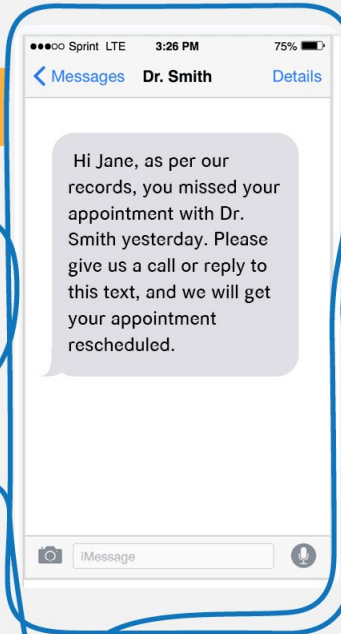 Sprint LTE 3:26 PM 75%
Messages Dr. Smith Details
Hi Jane, as per our
records, you missed your
appointment with Dr.
Smith yesterday. Please
give us a call or reply to
this text, and we will get
your appointment
rescheduled.
iMessage